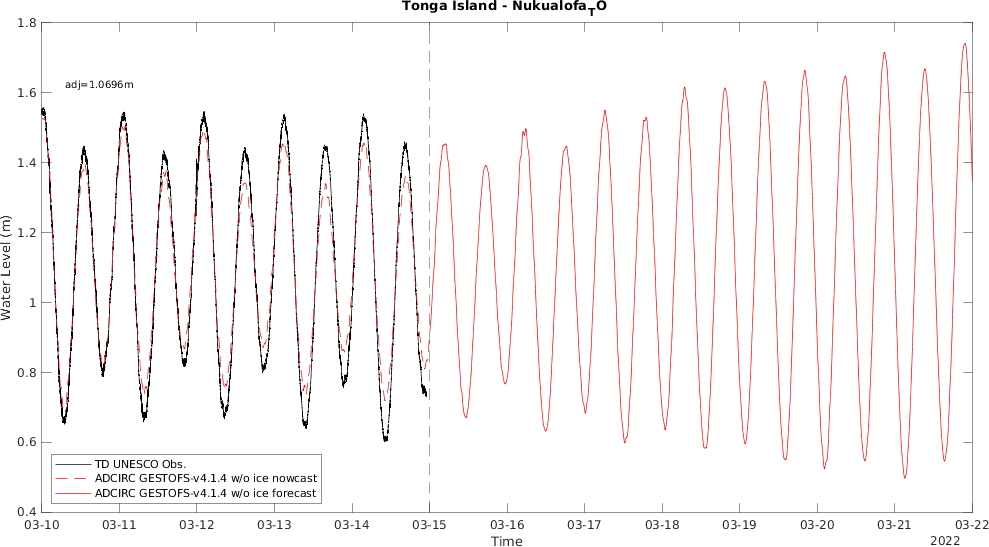 Tonga Island - Nukualofa_TO
adj=1.0696m
1.8
1.6
1.4
1.2
1
0.8
0.6
0.4
Water Level (m)
TD UNESCO Obs.
ADCIRC GESTOFS-v4.1.4 w/o ice nowcast
ADCIRC GESTOFS-v4.1.4 w/o ice forecast
03-10 03-11 03-12 03-13 03-14 03-15 03-16 03-17 03-18 03-19 03-20 03-21 03-22
Time
2022